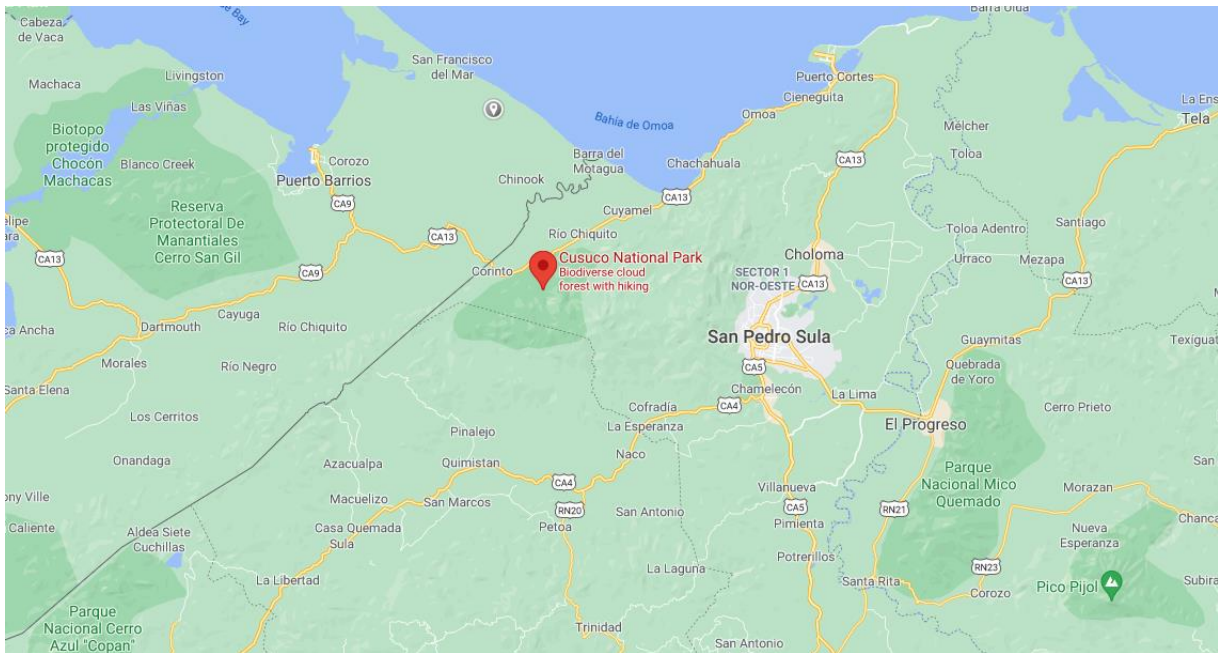 Cabeza
de Vaca
Barra Ulua
San Francisco
del Mar
Machaca
Livingston
Las Viñas
Puerto Cortes
Cieneguita
Omoa
Bahía de Omoa
La Ens
Tela
Biotopo
protegido
Chocón
Machacas
Blanco Creek
Corozo
Puerto Barrios
Barra del
Motagua
Chinook
Chachahuala
Melcher
Toloa
CA13
CA9
CA13
Cuyamel
Reserva
Protectoral De
Manantiales
Cerro San Gil
CA13
Río Chiquito
Toloa Adentro
Santiago
elipe
ara
CA13
CA9
Corinto
Cusuco National Park
Biodiverse cloud
forest with hiking
Choloma
SECTOR 1
NOR-OESTE
CA13
Urraco
Mezapa
CA13
ca Ancha
Dartmouth
Cayuga
Río Chiquito
San Pedro Sula
Guaymitas
Texíguat
Morales
Río Negro
CA5
Quebrada
de Yoro
Santa Elena
Chamelecón
La Lima
Los Cerritos
Cofradía
CA4
La Esperanza
El Progreso
Cerro Prieto
Pinalejo
Naco
Onandaga
Azacualpa
Quimistan
CA4
Parque
Nacional Mico
Quemado
San
ony Ville
Macuelizo
San Marcos
RN20
San Antonio
Villanueva
CA5
RN21
Morazan
Caliente
Aldea Siete
Cuchillas
Casa Quemada
Sula
Petoa
Pimienta
Nueva
Esperanza
Chanca
Potrerillos
La Libertad
La Laguna
Santa Rita
RN23
Corozo
Pico Pijol
Subira
Parque
Nacional Cerro
Azul "Copan"
Trinidad
San Antonio